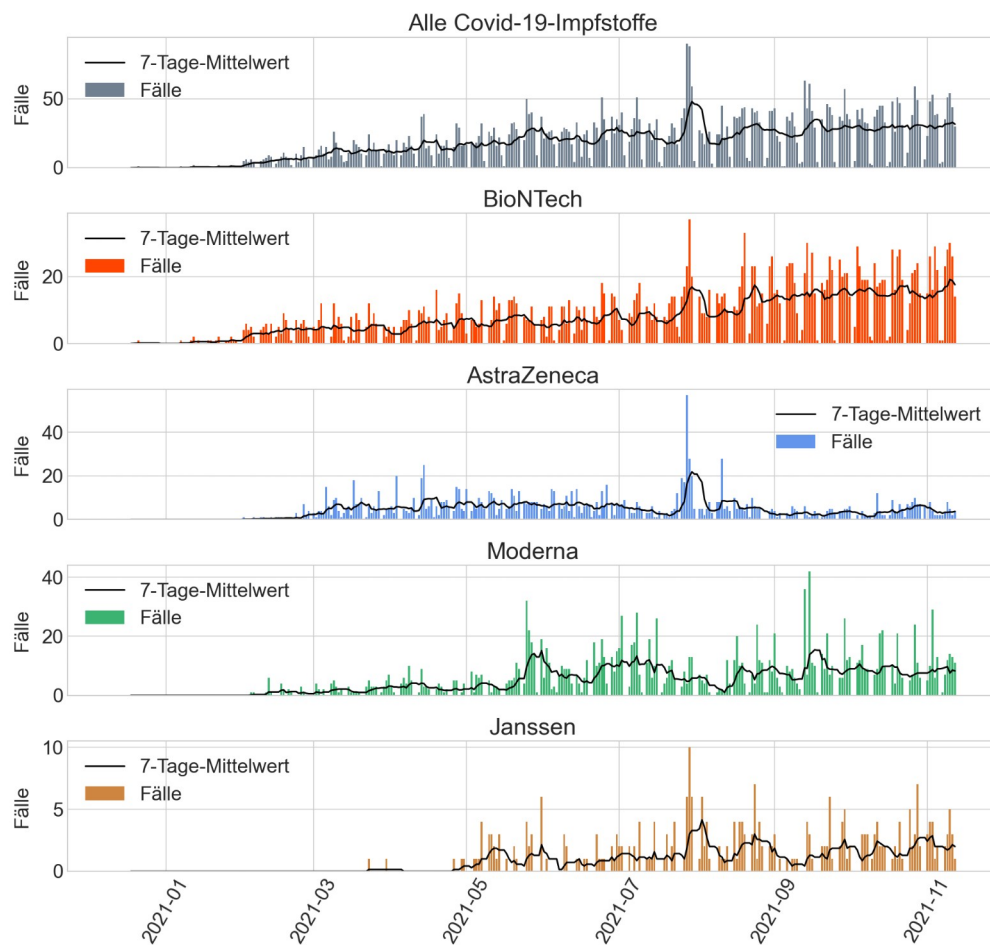 Alle Covid-19-Impfstoffe
Fälle
50
0
7-Tage-Mittelwert
Fälle
BioNTech
Fälle
20
0
7-Tage-Mittelwert
Fälle
AstraZeneca
Fälle
40
20
0
7-Tage-Mittelwert
Fälle
Moderna
Fälle
40
20
0
7-Tage-Mittelwert
Fälle
Janssen
Fälle
10
5
0
7-Tage-Mittelwert
Fälle
2021-01
2021-03
2021-05
2021-07
2021-09
2021-11